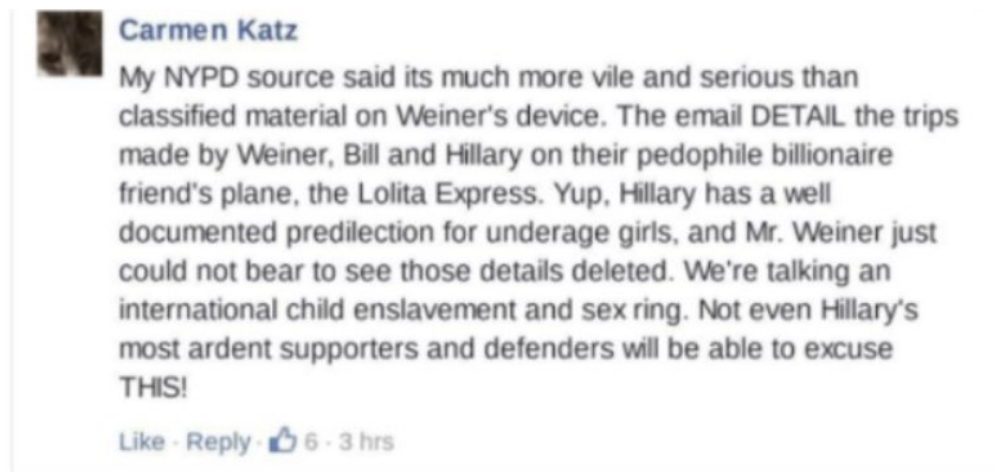 Carmen Katz
My NYPD source said its much more vile and serious than
classified material on Weiner's device. The email DETAIL the trips
made by Weiner, Bill and Hillary on their pedophile billionaire
friend's plane, the Lolita Express. Yup, Hillary has a well
documented predilection for underage girls, and Mr. Weiner just
could not bear to see those details deleted. We're talking an
international child enslavement and sex ring. Not even Hillary's
most ardent supporters and defenders will be able to excuse
THIS!
Like · Reply · 6 · 3 hrs